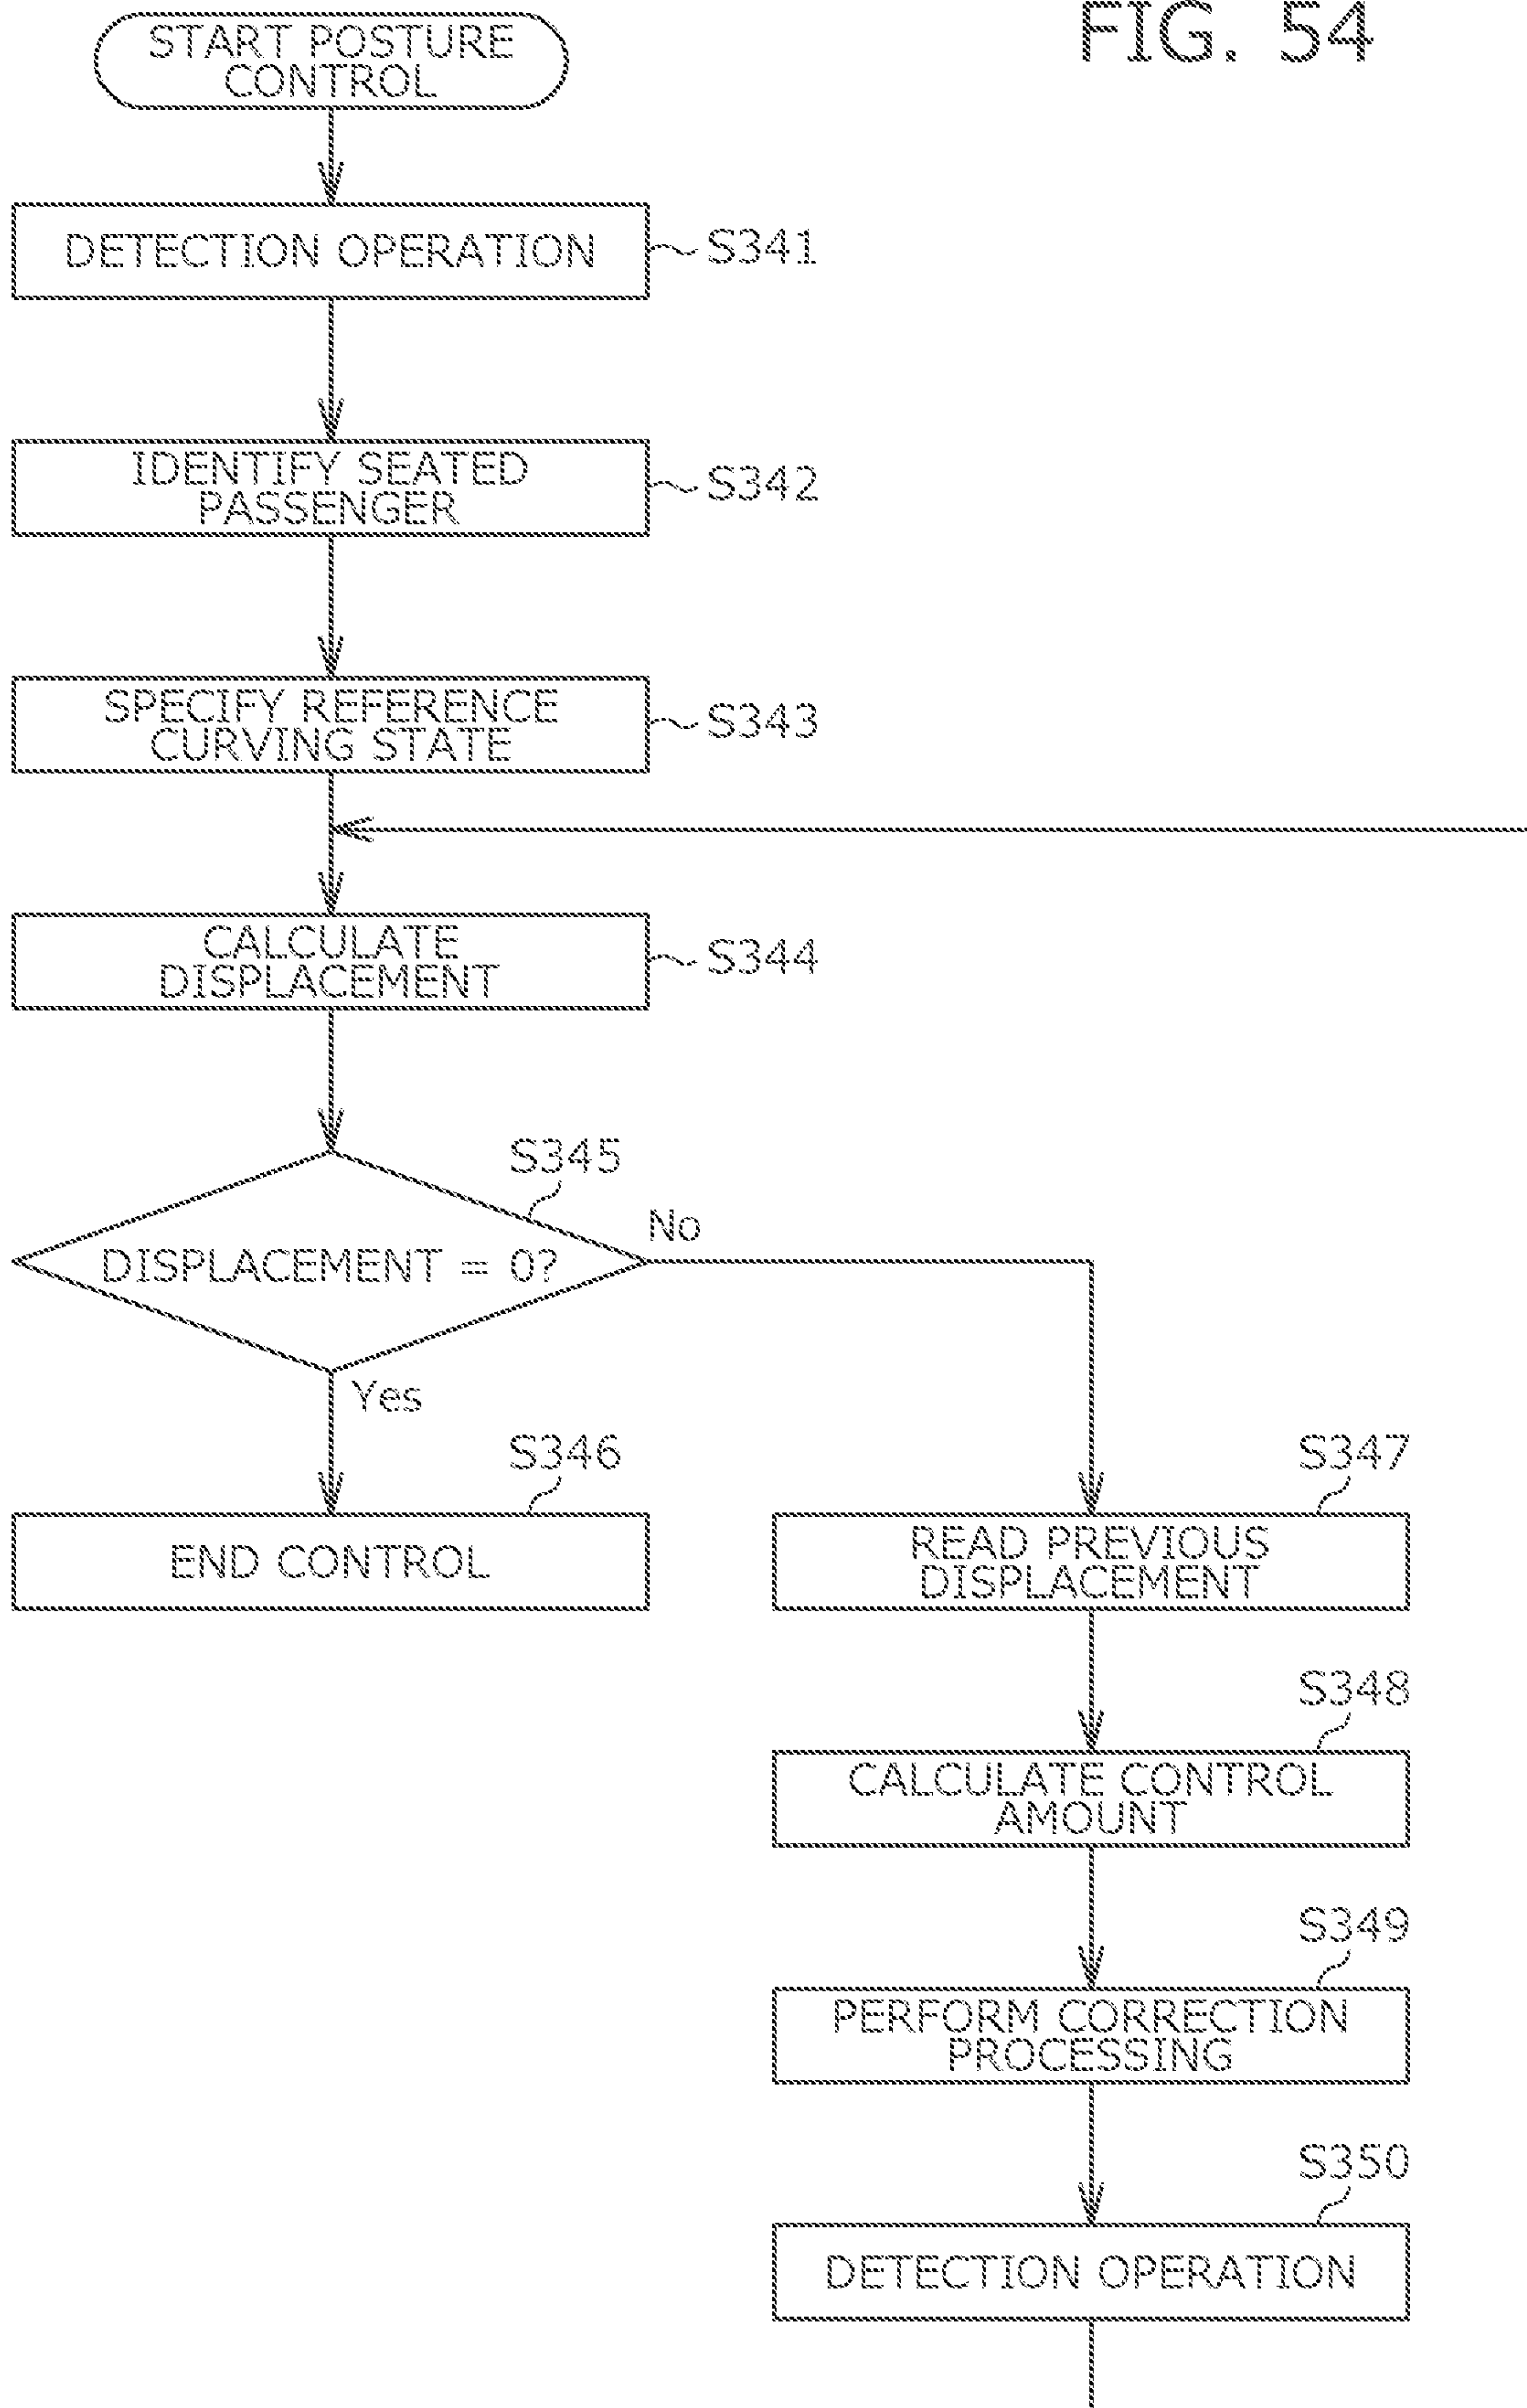 FIG. 54
START POSTURE
CONTROL
DETECTION OPERATION
S341
IDENTIFY SEATED
PASSENGER
S342
SPECIFY REFERENCE
CURVING STATE
S343
CALCULATE
DISPLACEMENT
S344
S345
DISPLACEMENT = 0?
No
Yes
S346
END CONTROL
S347
READ PREVIOUS
DISPLACEMENT
S348
CALCULATE CONTROL
AMOUNT
S349
PERFORM CORRECTION
PROCESSING
S350
DETECTION OPERATION